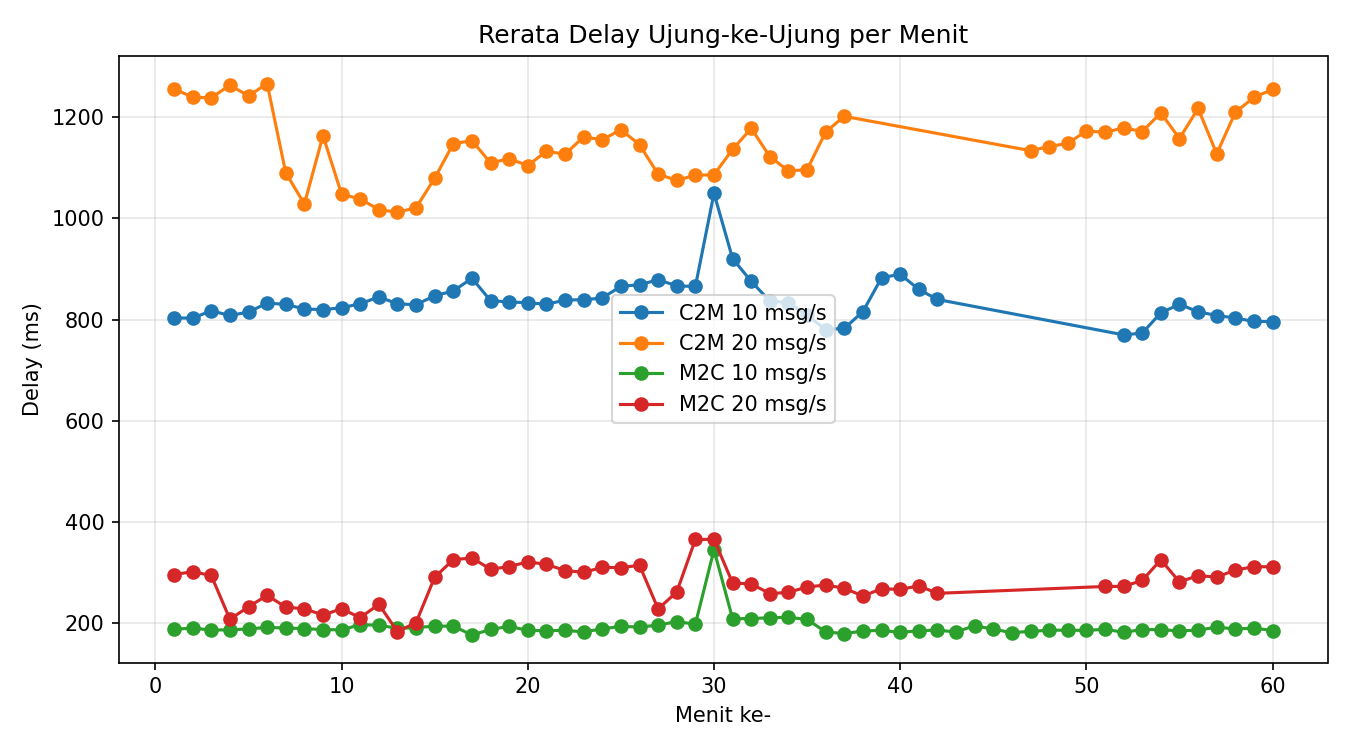 Rerata Delay Ujung-ke-Ujung per Menit
Delay (ms)
1200
1000
800
600
400
200
C2M 10 msg/s
C2M 20 msg/s
M2C 10 msg/s
M2C 20 msg/s
0 10 20 30 40 50 60
Menit ke-